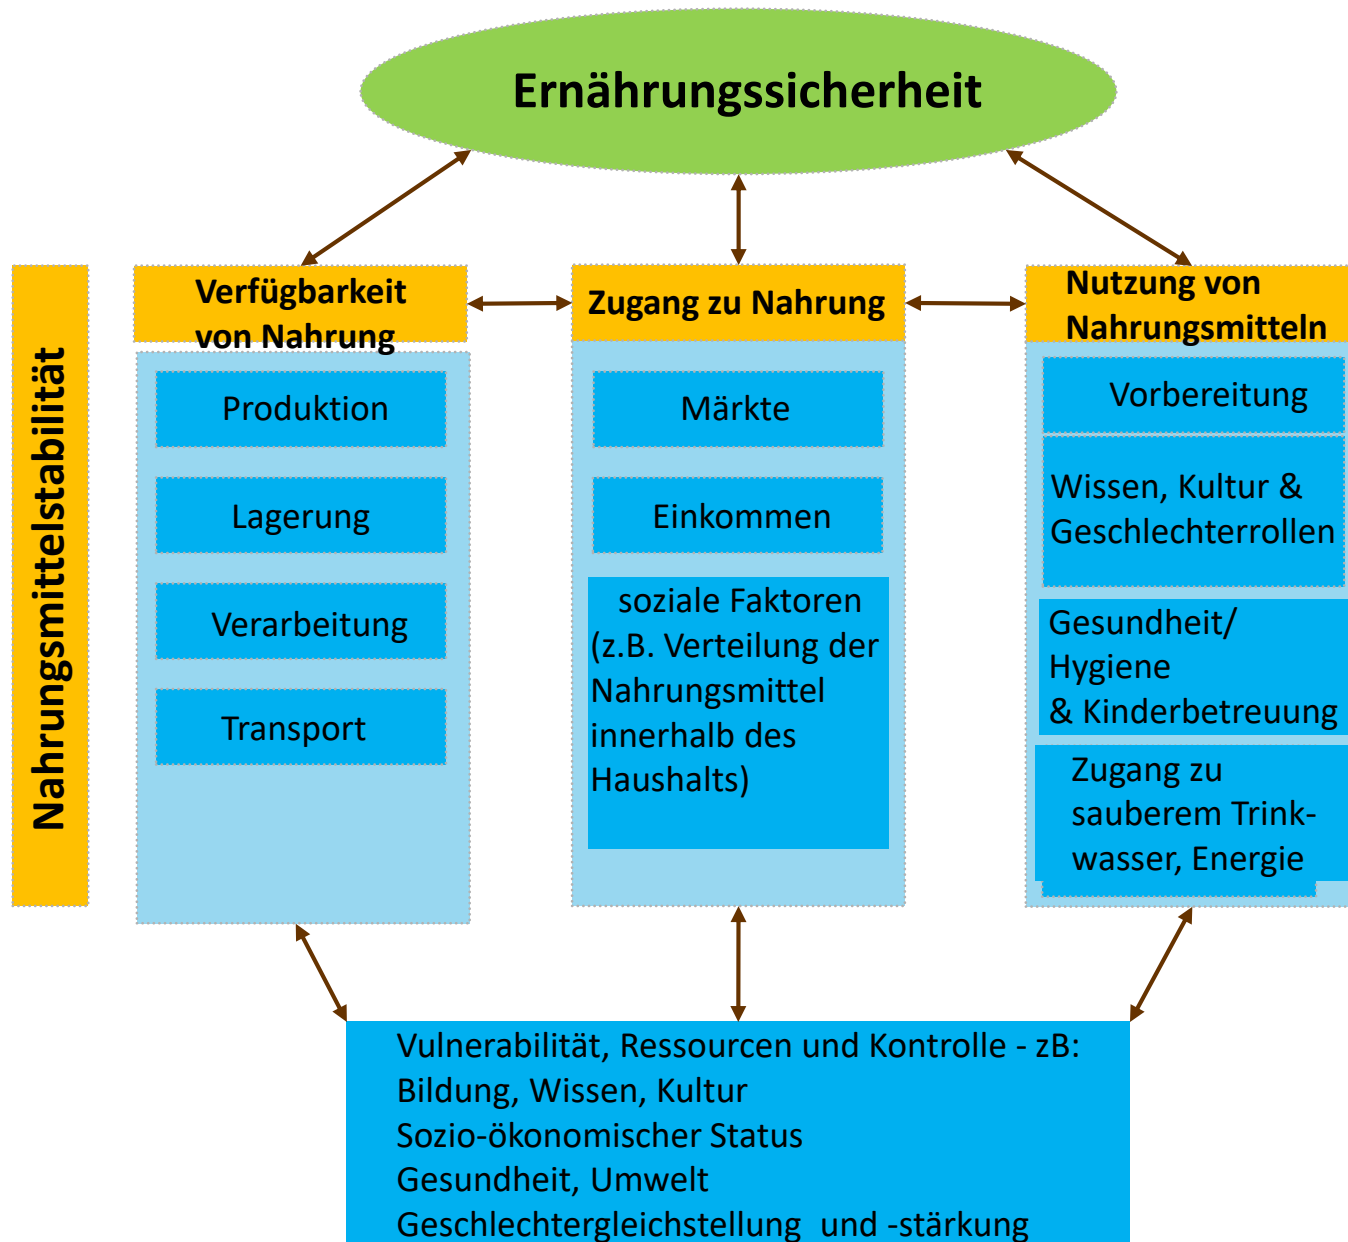 Ernährungssicherheit
Nahrungsmittelstabilität
Verfügbarkeit
von Nahrung
Produktion
Lagerung
Verarbeitung
Transport
Zugang zu Nahrung
Märkte
Einkommen
soziale Faktoren
(z.B. Verteilung der
Nahrungsmittel
innerhalb des
Haushalts)
Nutzung von
Nahrungsmitteln
Vorbereitung
Wissen, Kultur &
Geschlechterrollen
Gesundheit/
Hygiene
& Kinderbetreuung
Zugang zu
sauberem Trink-
wasser, Energie
Vulnerabilität, Ressourcen und Kontrolle - zB:
Bildung, Wissen, Kultur
Sozio-ökonomischer Status
Gesundheit, Umwelt
Geschlechtergleichstellung und -stärkung